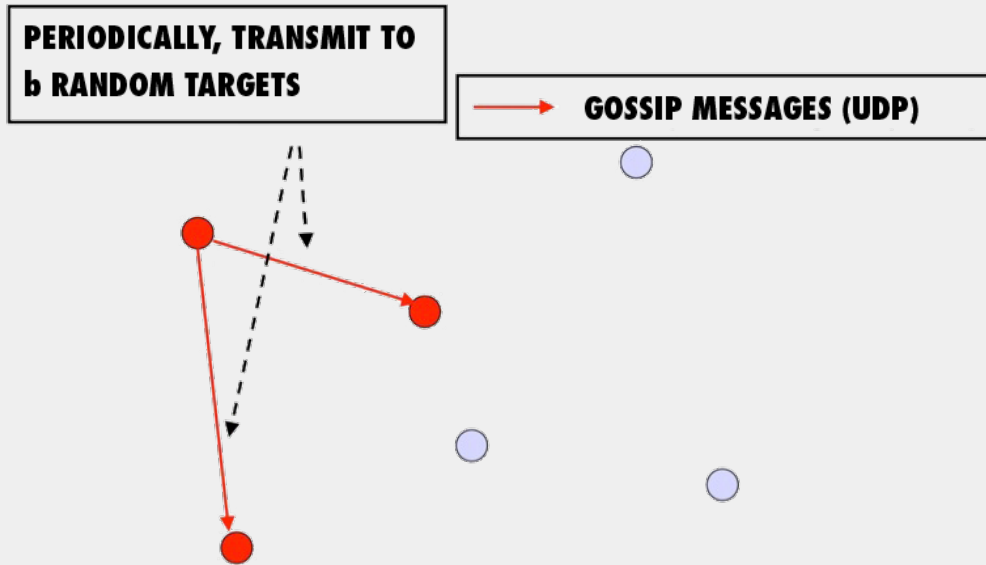 PERIODICALLY, TRANSMIT TO
b RANDOM TARGETS
GOSSIP MESSAGES (UDP)